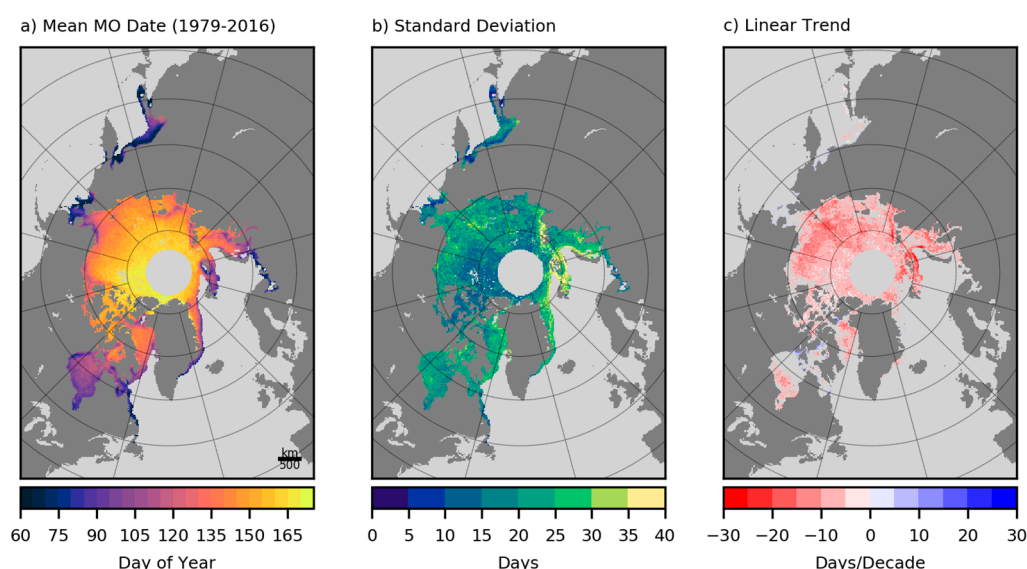 a) Mean MO Date (1979-2016)
b) Standard Deviation
c) Linear Trend
km
500
60 75 90 105 120 135 150 165
Day of Year
0 5 10 15 20 25 30 35 40
Days
−30 −20 −10 0 10 20 30
Days/Decade